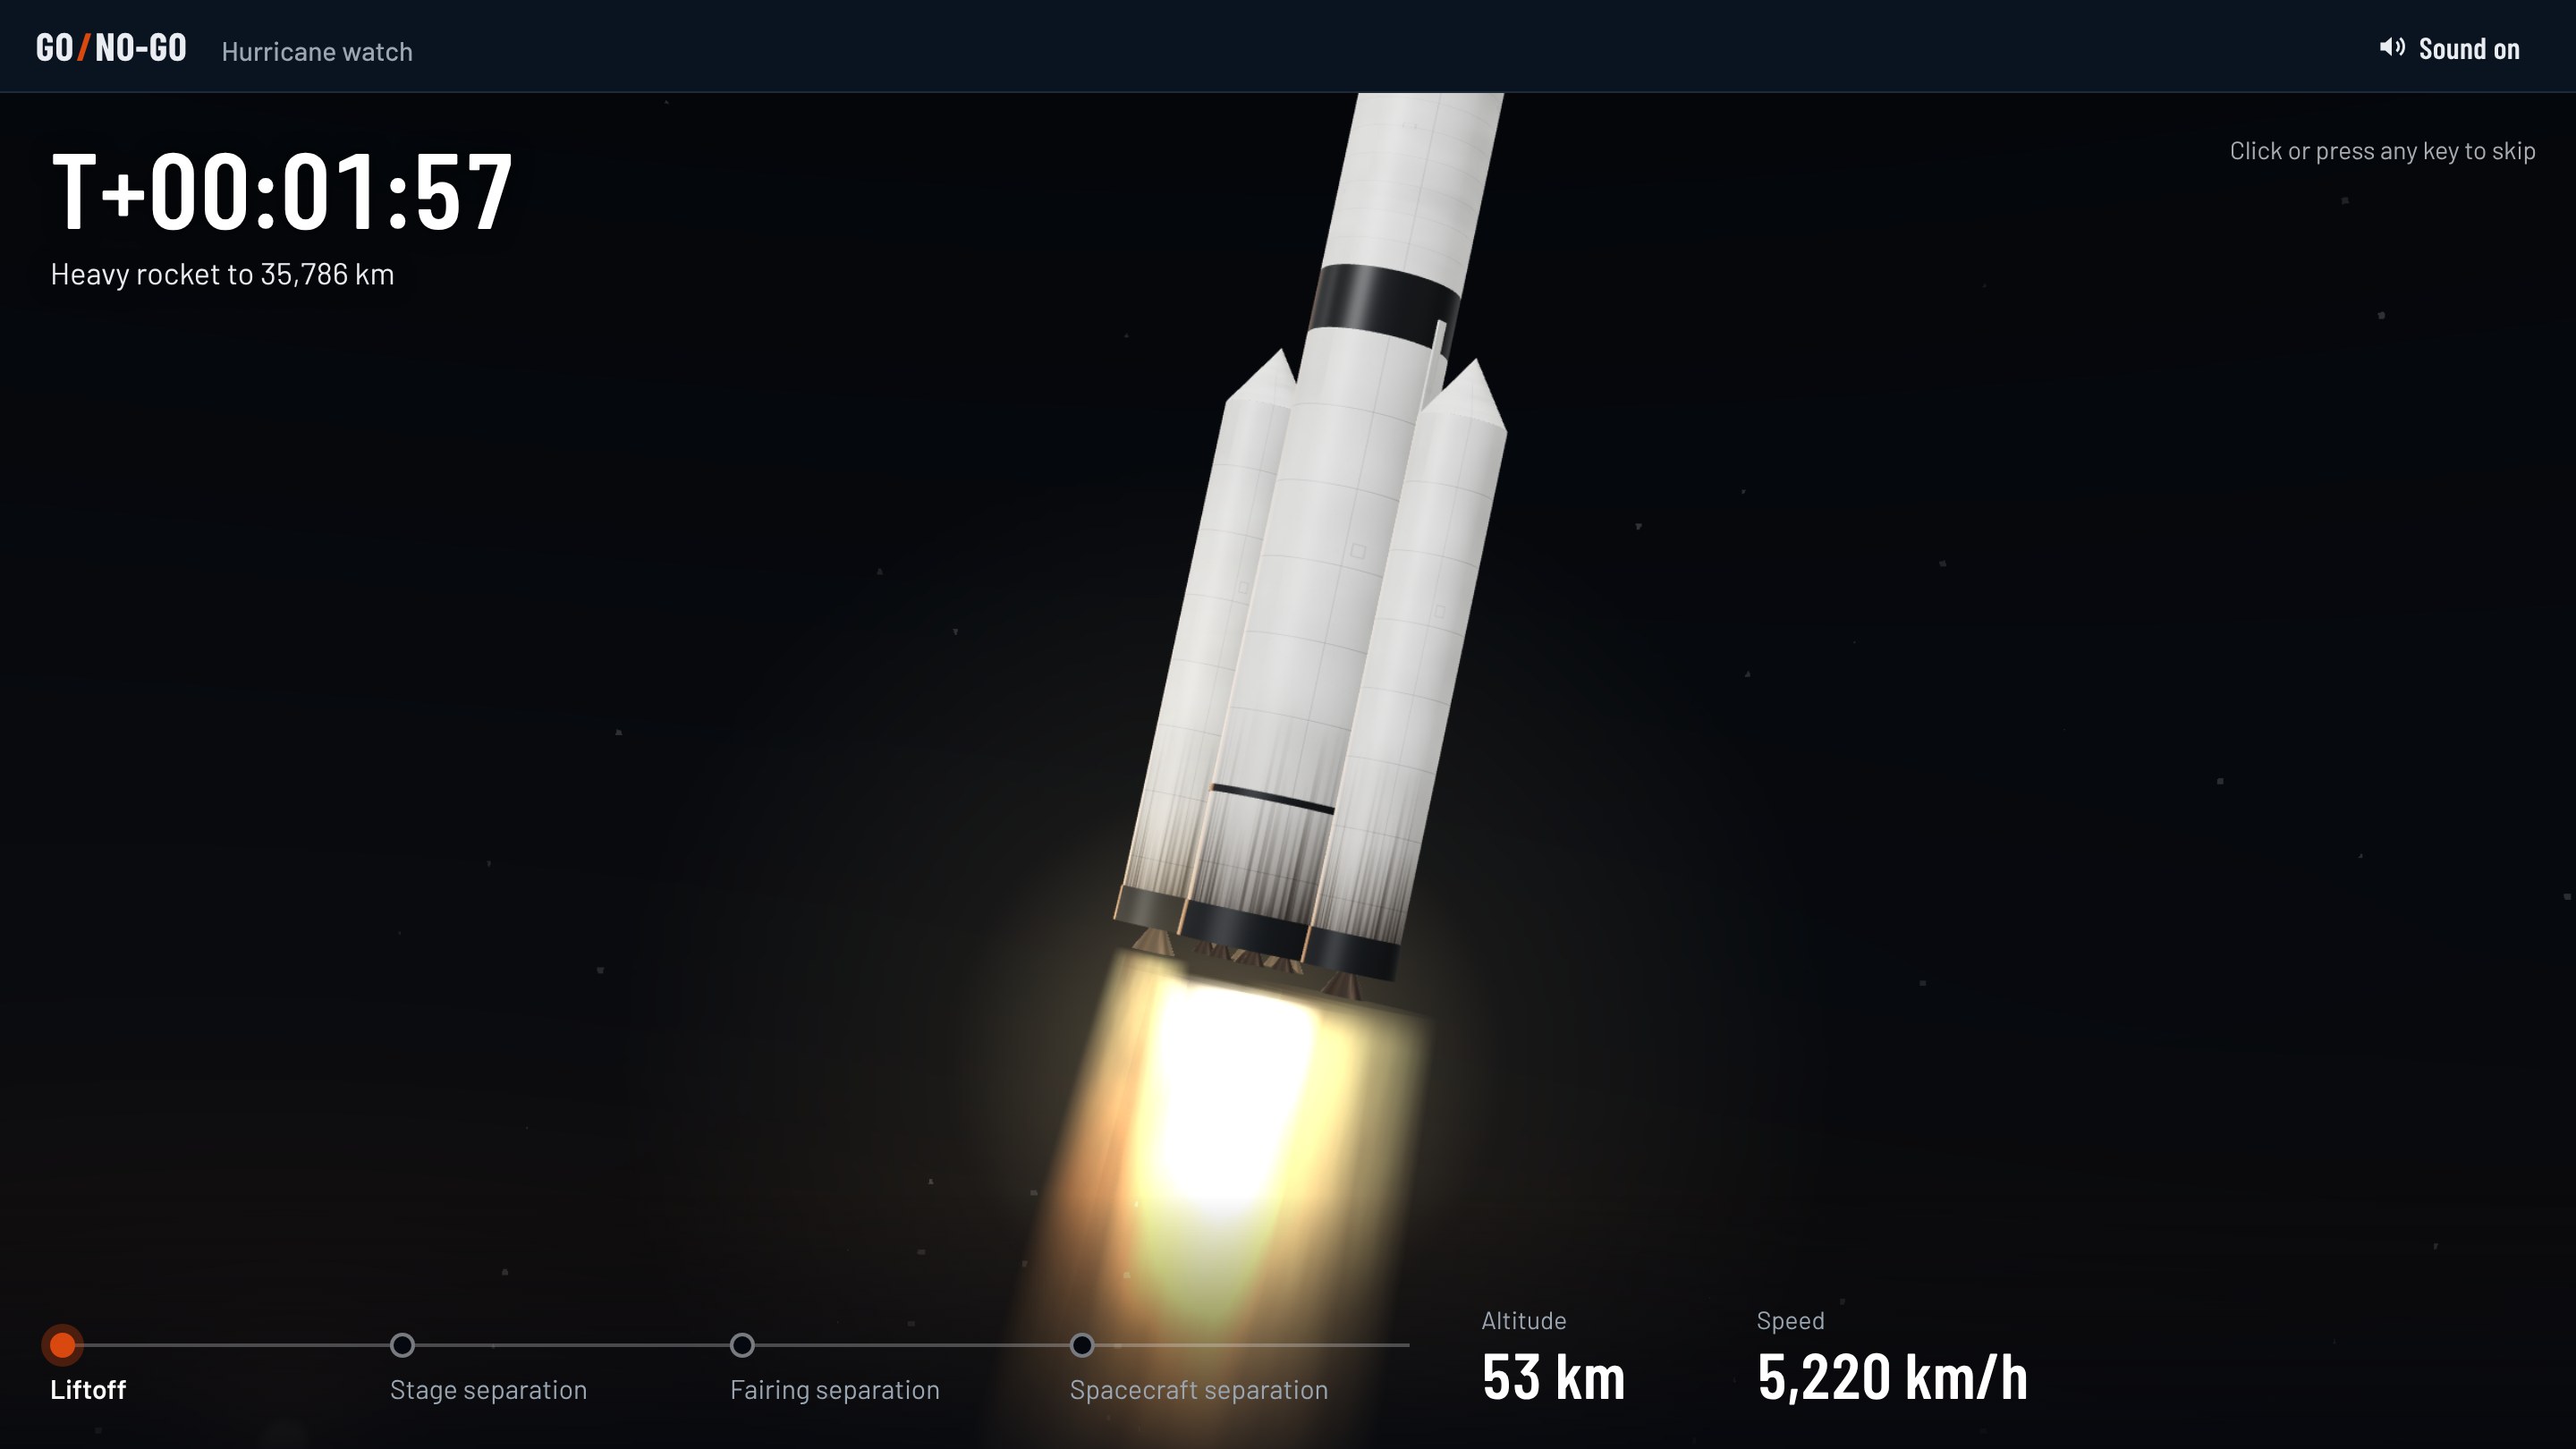 GO/NO-GO
Hurricane watch
Sound on
T+00:01:57
Heavy rocket to 35,786 km
Click or press any key to skip
Liftoff
Stage separation
Fairing separation
Spacecraft separation
Altitude
53 km
Speed
5,220 km/h